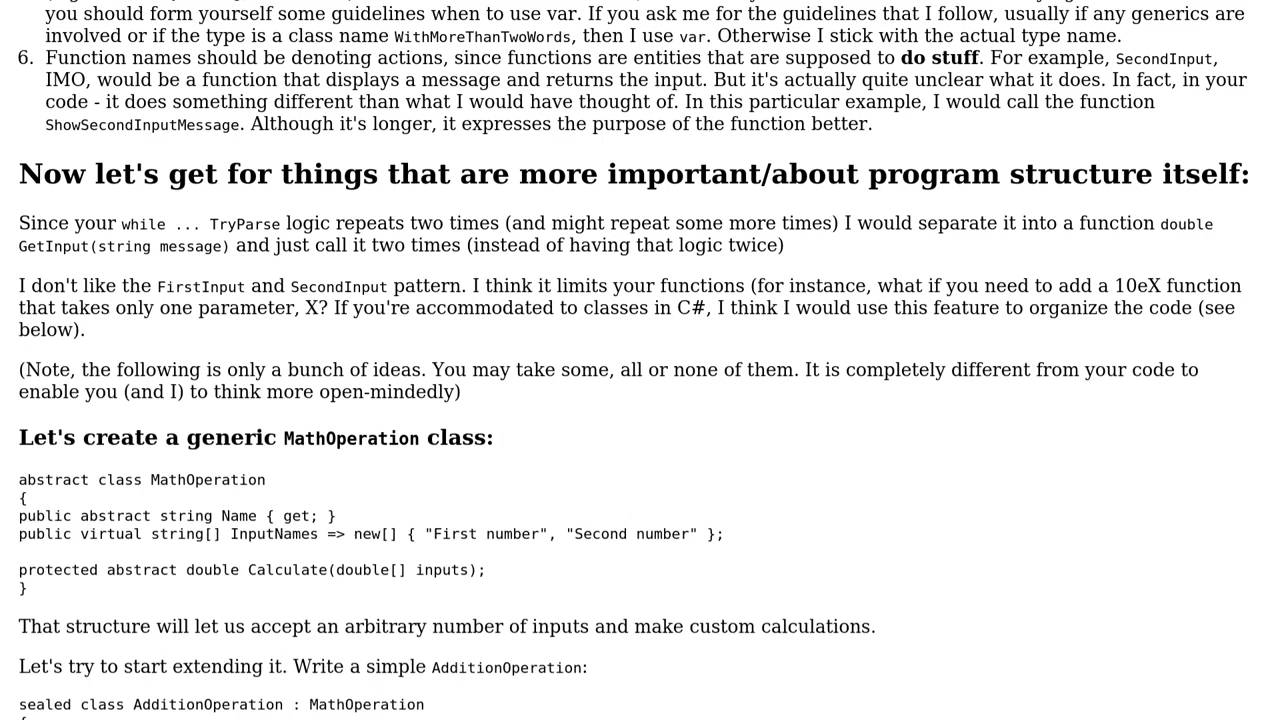 you should form yourself some guidelines when to use var. If you ask me for the guidelines that I follow, usually if any generics are
involved or if the type is a class name WithMoreThanTwoWords, then I use var. Otherwise I stick with the actual type name.
6. Function names should be denoting actions, since functions are entities that are supposed to do stuff. For example, SecondInput,
IMO, would be a function that displays a message and returns the input. But it's actually quite unclear what it does. In fact, in your
code - it does something different than what I would have thought of. In this particular example, I would call the function
ShowSecondInputMessage. Although it's longer, it expresses the purpose of the function better.
Now let's get for things that are more important/about program structure itself:
Since your while ... TryParse logic repeats two times (and might repeat some more times) I would separate it into a function double
GetInput(string message) and just call it two times (instead of having that logic twice)
I don't like the FirstInput and SecondInput pattern. I think it limits your functions (for instance, what if you need to add a 10eX function
that takes only one parameter, X? If you're accommodated to classes in C#, I think I would use this feature to organize the code (see
below).
(Note, the following is only a bunch of ideas. You may take some, all or none of them. It is completely different from your code to
enable you (and I) to think more open-mindedly)
Let's create a generic MathOperation class:
abstract class MathOperation
{
public abstract string Name { get; }
public virtual string[] InputNames => new[] { "First number", "Second number" };
protected abstract double Calculate(double[] inputs);
}
That structure will let us accept an arbitrary number of inputs and make custom calculations.
Let's try to start extending it. Write a simple AdditionOperation:
sealed class AdditionOperation : MathOperation